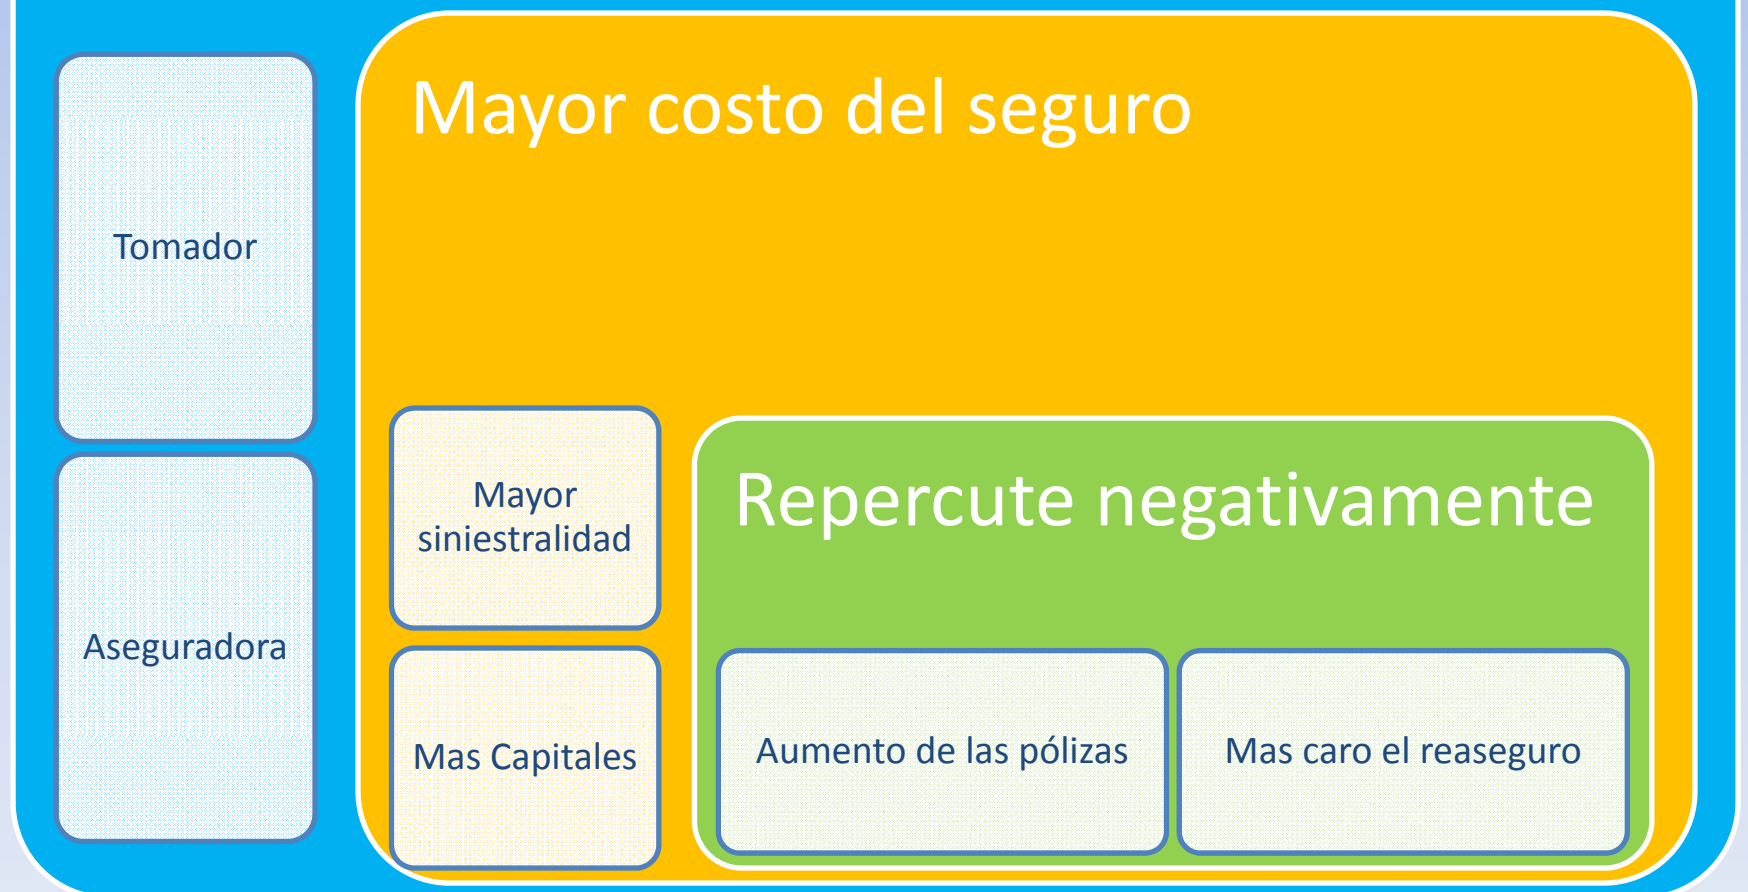 Mayor costo del seguro
Tomador
Aseguradora
Mayor
siniestralidad
Mas Capitales
Repercute negativamente
Aumento de las pólizas
Mas caro el reaseguro